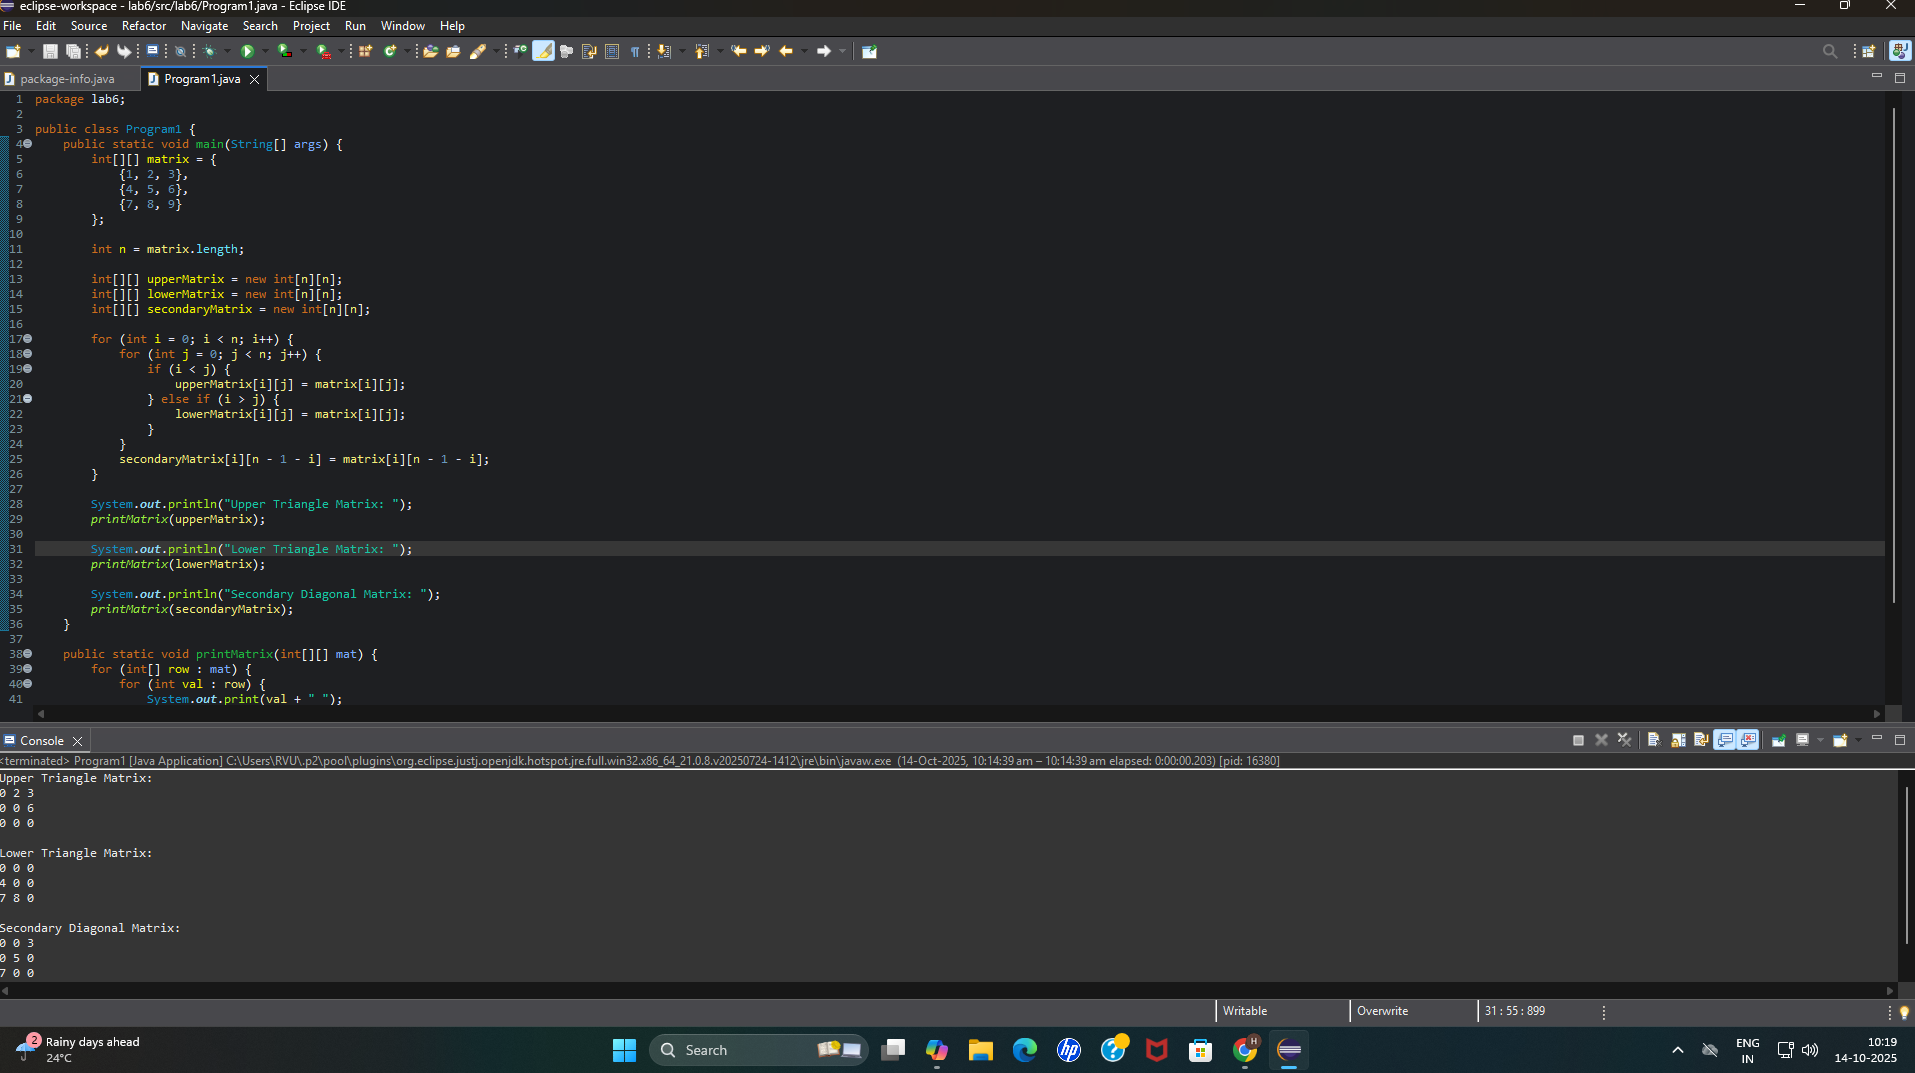 eclipse-workspace - lab6/src/lab6/Program1.java - Eclipse IDE
File Edit Source Refactor Navigate Search Project Run Window Help
package-info.java Program1.java
1 package lab6;
2
3 public class Program1 {
4 public static void main(String[] args) {
5 int[][] matrix = {
6 {1, 2, 3},
7 {4, 5, 6},
8 {7, 8, 9}
9 };
10
11 int n = matrix.length;
12
13 int[][] upperMatrix = new int[n][n];
14 int[][] lowerMatrix = new int[n][n];
15 int[][] secondaryMatrix = new int[n][n];
16
17 for (int i = 0; i < n; i++) {
18 for (int j = 0; j < n; j++) {
19 if (i < j) {
20 upperMatrix[i][j] = matrix[i][j];
21 } else if (i > j) {
22 lowerMatrix[i][j] = matrix[i][j];
23 }
24 }
25 secondaryMatrix[i][n - 1 - i] = matrix[i][n - 1 - i];
26 }
27
28 System.out.println("Upper Triangle Matrix: ");
29 printMatrix(upperMatrix);
30
31 System.out.println("Lower Triangle Matrix: ");
32 printMatrix(lowerMatrix);
33
34 System.out.println("Secondary Diagonal Matrix: ");
35 printMatrix(secondaryMatrix);
36 }
37
38 public static void printMatrix(int[][] mat) {
39 for (int[] row : mat) {
40 for (int val : row) {
41 System.out.print(val + " ");
Console
<terminated> Program1 [Java Application] C:\Users\RVU\.p2\pool\plugins\org.eclipse.justj.openjdk.hotspot.jre.full.win32.x86_64_21.0.8.v20250724-1412\jre\bin\javaw.exe (14-Oct-2025, 10:14:39 am – 10:14:39 am elapsed: 0:00:00.203) [pid: 16380]
Upper Triangle Matrix:
0 2 3
0 0 6
0 0 0
Lower Triangle Matrix:
0 0 0
4 0 0
7 8 0
Secondary Diagonal Matrix:
0 0 3
0 5 0
7 0 0
Writable Overwrite 31 : 55 : 899
2 Rainy days ahead
24°C
Search
hp
H
ENG
IN
10:19
14-10-2025